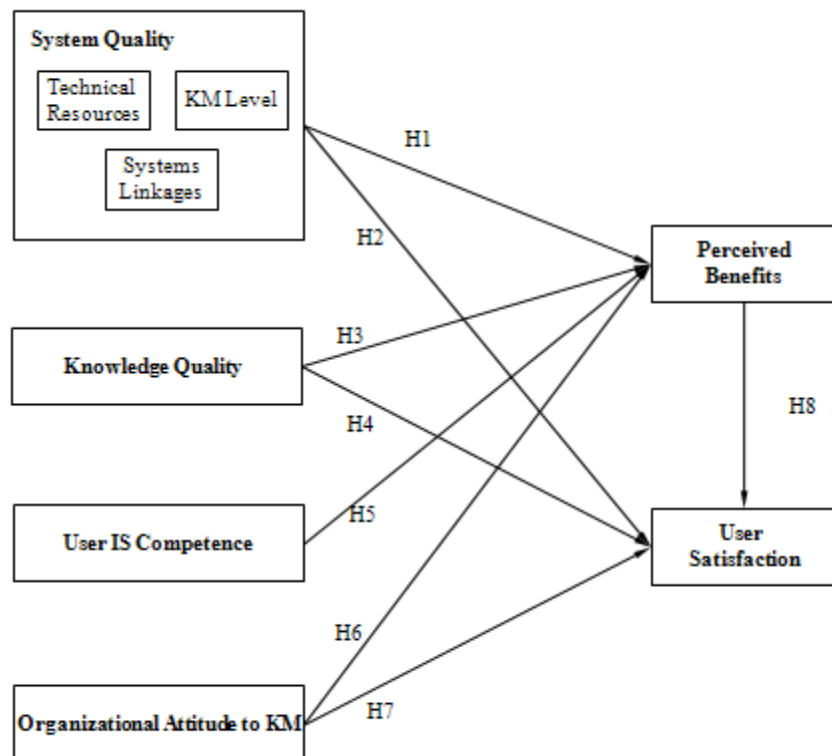 System Quality
Technical
Resources
KM Level
Systems
Linkages
H1
H2
Perceived
Benefits
H3
Knowledge Quality
H4
H8
H5
User IS Competence
User
Satisfaction
H6
H7
Organizational Attitude to KM